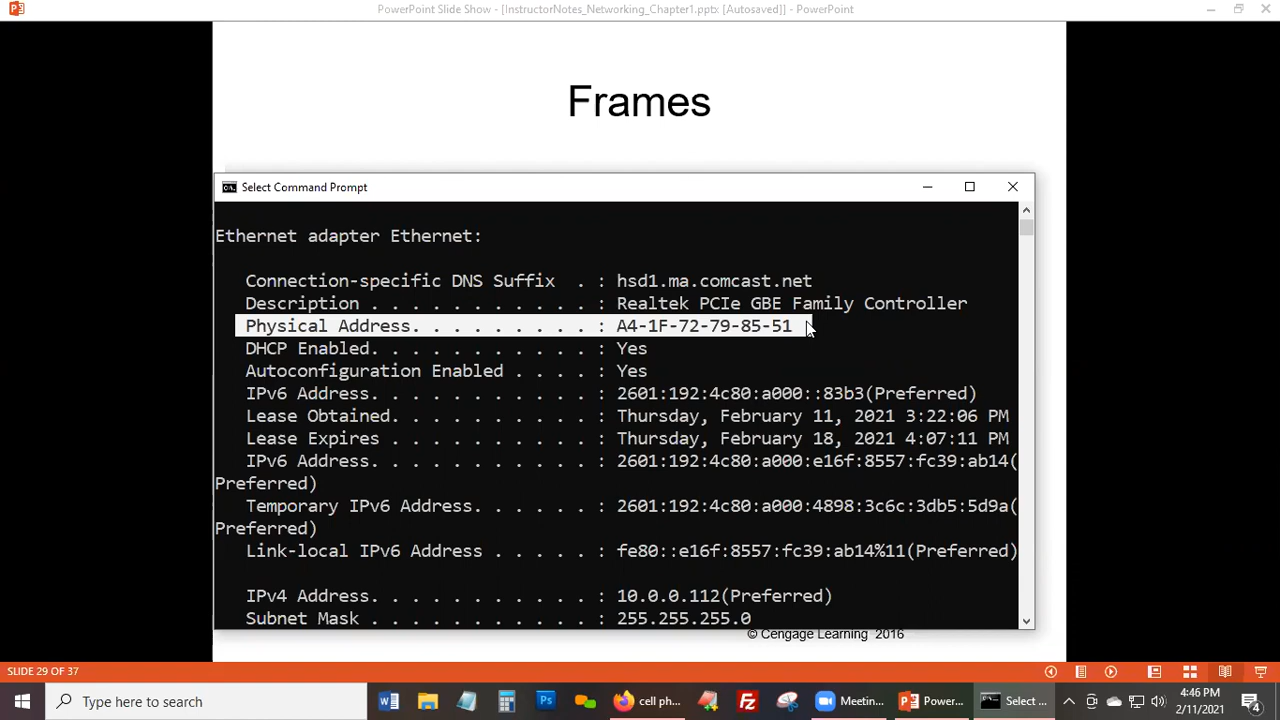 PowerPoint Slide Show - [InstructorNotes_Networking_Chapter1.pptx [Autosaved]] - PowerPoint
Frames
Select Command Prompt
Ethernet adapter Ethernet:
Connection-specific DNS Suffix . : hsd1.ma.comcast.net
Description . . . . . . . . . . . : Realtek PCIe GBE Family Controller
Physical Address. . . . . . . . . : A4-1F-72-79-85-51
DHCP Enabled. . . . . . . . . . . : Yes
Autoconfiguration Enabled . . . . : Yes
IPv6 Address. . . . . . . . . . . : 2601:192:4c80:a000::83b3(Preferred)
Lease Obtained. . . . . . . . . . : Thursday, February 11, 2021 3:22:06 PM
Lease Expires . . . . . . . . . . : Thursday, February 18, 2021 4:07:11 PM
IPv6 Address. . . . . . . . . . . : 2601:192:4c80:a000:e16f:8557:fc39:ab14(
Preferred)
Temporary IPv6 Address. . . . . . : 2601:192:4c80:a000:4898:3c6c:3db5:5d9a(
Preferred)
Link-local IPv6 Address . . . . . : fe80::e16f:8557:fc39:ab14%11(Preferred)
IPv4 Address. . . . . . . . . . . : 10.0.0.112(Preferred)
Subnet Mask . . . . . . . . . . . : 255.255.255.0
© Cengage Learning 2016
SLIDE 29 OF 37
Type here to search
cell ph...
Meetin...
Power...
Select ...
4:46 PM
2/11/2021
4